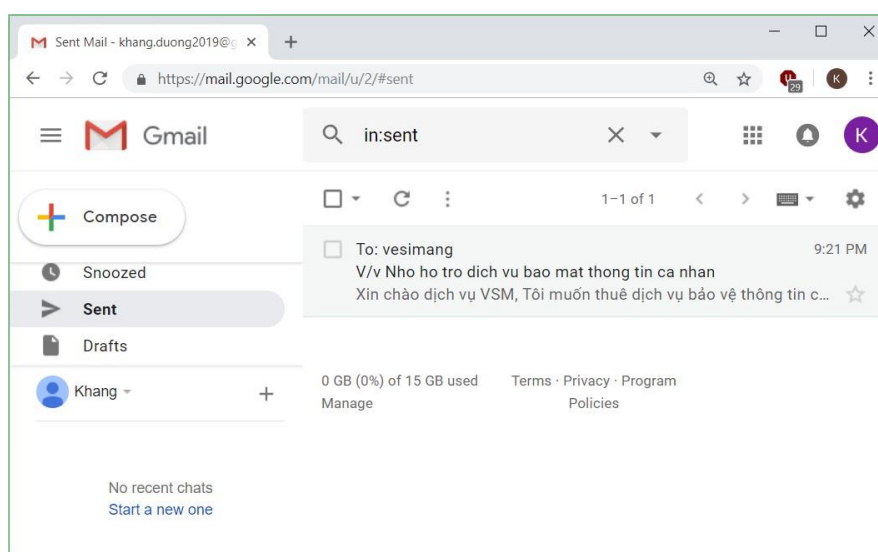 Sent Mail - khang.duong2019@g
https://mail.google.com/mail/u/2/#sent
29
K
Gmail
in:sent
K
Compose
1–1 of 1
Snoozed
Sent
Drafts
To: vesimang
9:21 PM
V/v Nho ho tro dich vu bao mat thong tin ca nhan
Xin chào dịch vụ VSM, Tôi muốn thuê dịch vụ bảo vệ thông tin c...
Khang
0 GB (0%) of 15 GB used
Manage
Terms · Privacy · Program
Policies
No recent chats
Start a new one